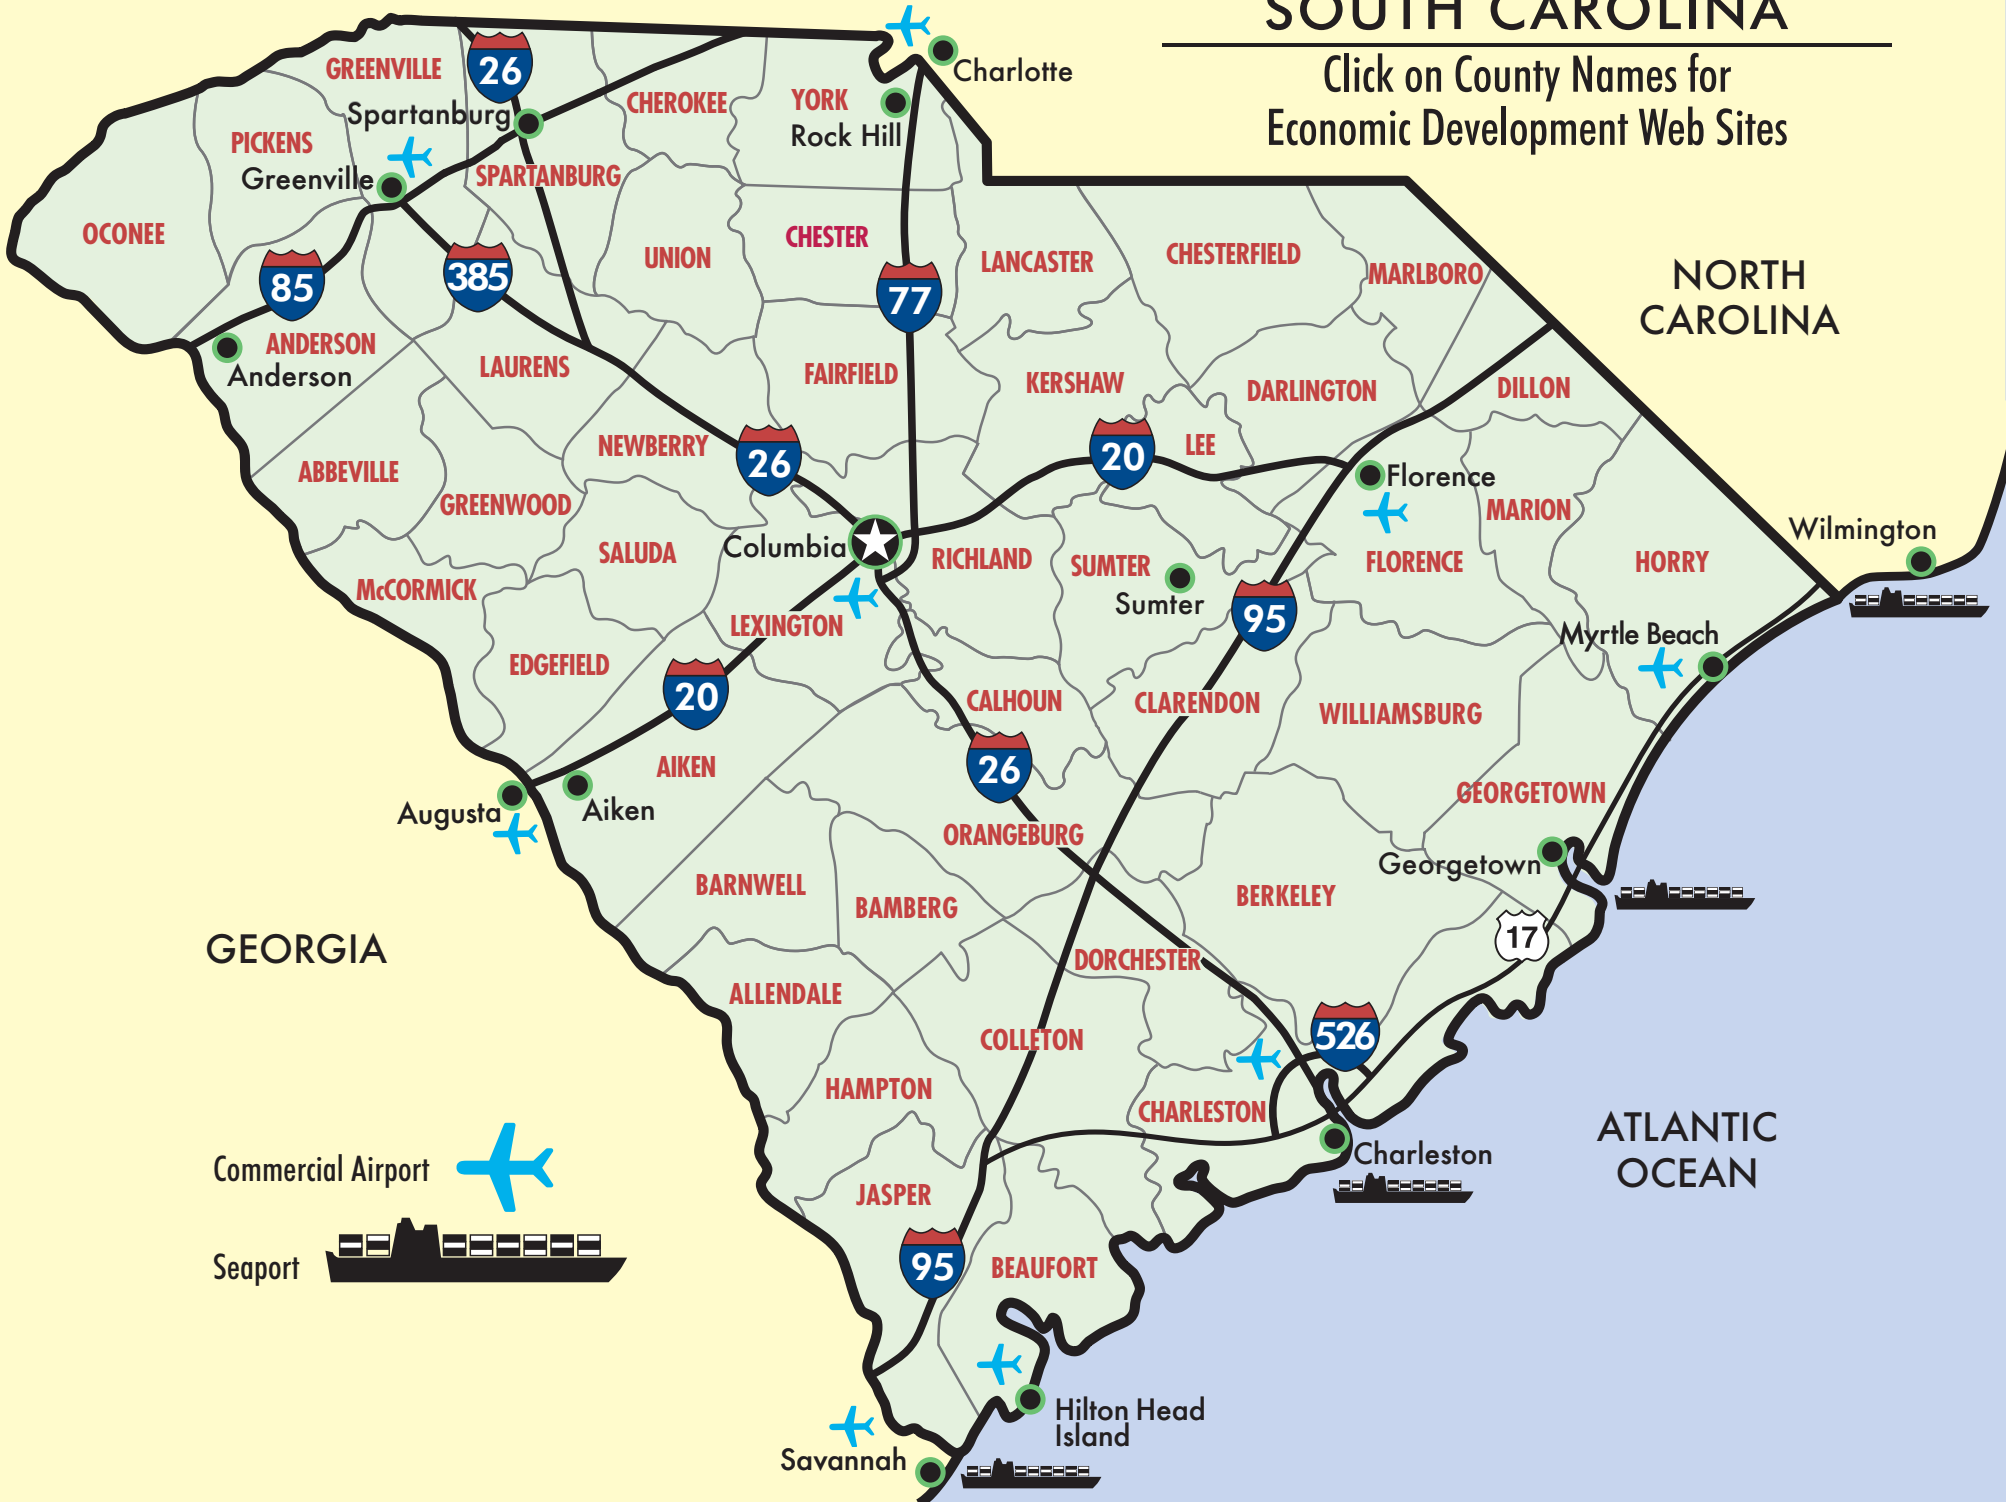 SOUTH CAROLINA
Click on County Names for
Economic Development Web Sites
Charlotte
GREENVILLE
26
CHEROKEE
YORK
Rock Hill
Spartanburg
PICKENS
Greenville
SPARTANBURG
OCONEE
UNION
CHESTER
LANCASTER
CHESTERFIELD
MARLBORO
NORTH
CAROLINA
85
385
77
ANDERSON
Anderson
LAURENS
FAIRFIELD
KERSHAW
DARLINGTON
DILLON
ABBEVILLE
NEWBERRY
26
20
LEE
Florence
GREENWOOD
MARION
Wilmington
SALUDA
Columbia
RICHLAND
SUMTER
Sumter
FLORENCE
HORRY
McCORMICK
LEXINGTON
95
Myrtle Beach
EDGEFIELD
20
CALHOUN
CLARENDON
WILLIAMSBURG
AIKEN
26
GEORGETOWN
Augusta
Aiken
ORANGEBURG
Georgetown
BARNWELL
BAMBERG
BERKELEY
GEORGIA
DORCHESTER
17
ALLENDALE
COLLETON
526
HAMPTON
CHARLESTON
ATLANTIC
OCEAN
Charleston
Commercial Airport
JASPER
Seaport
95
BEAUFORT
Hilton Head
Island
Savannah